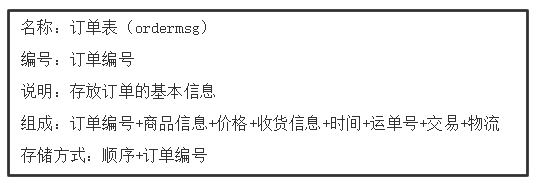 名称：订单表（ordermsg）
编号：订单编号
说明：存放订单的基本信息
组成：订单编号+商品信息+价格+收货信息+时间+运单号+交易+物流
存储方式：顺序+订单编号